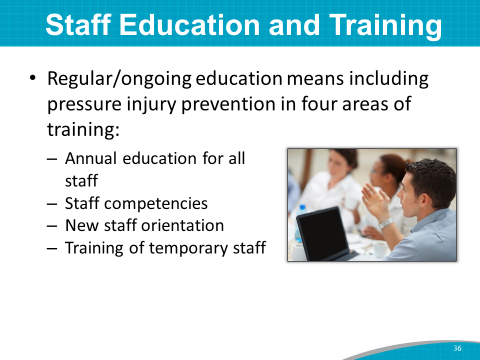 Staff Education and Training
• Regular/ongoing education means including
pressure injury prevention in four areas of
training:
– Annual education for all
staff
– Staff competencies
– New staff orientation
– Training of temporary staff
36